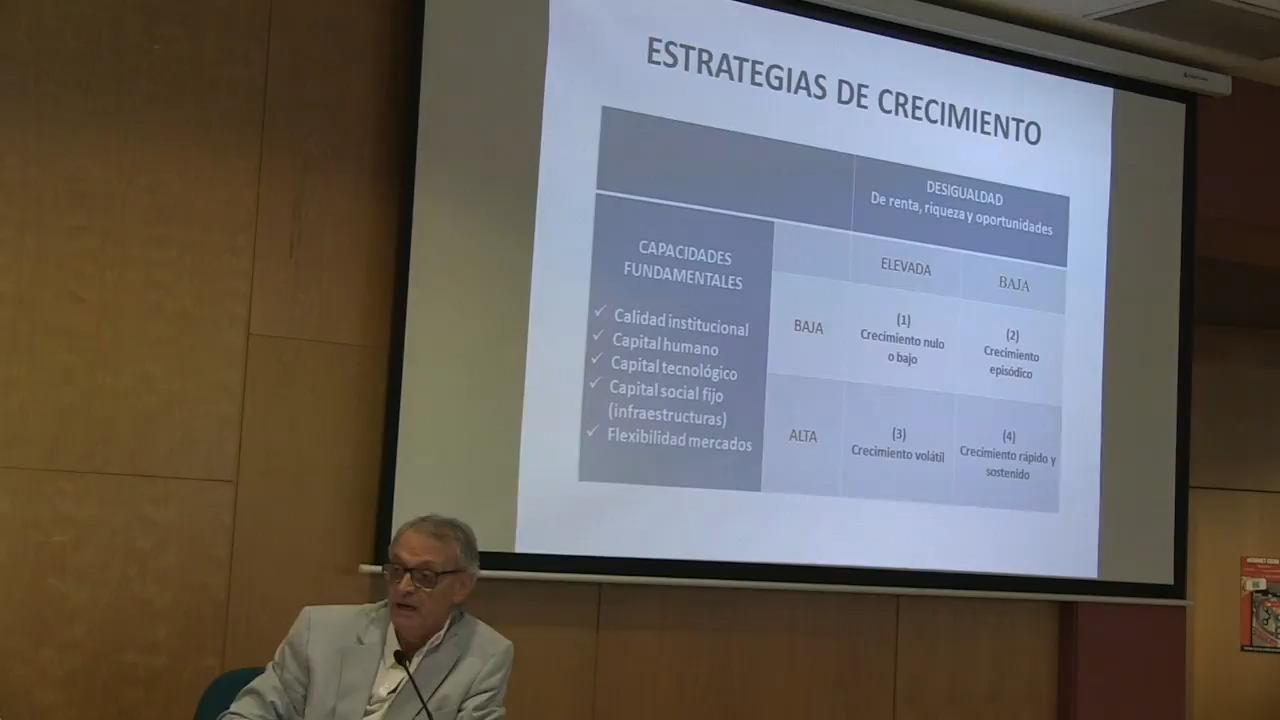 ESTRATEGIAS DE CRECIMIENTO
DESIGUALDAD
De renta, riqueza y oportunidades
CAPACIDADES
FUNDAMENTALES
✓ Calidad institucional
✓ Capital humano
✓ Capital tecnológico
✓ Capital social fijo
(infraestructuras)
✓ Flexibilidad mercados
ELEVADA
BAJA
BAJA
(1)
Crecimiento nulo
o bajo
(2)
Crecimiento
episódico
ALTA
(3)
Crecimiento volátil
(4)
Crecimiento rápido y
sostenido